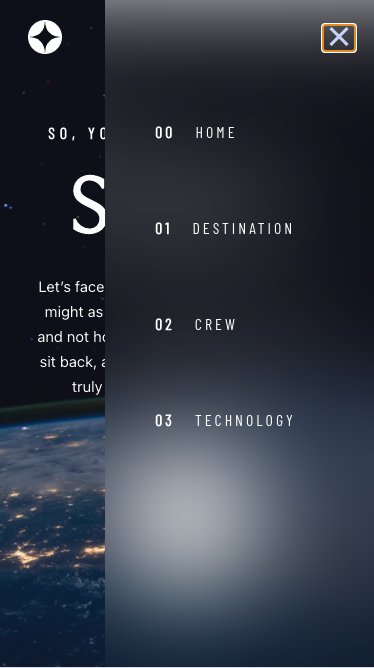 SO, YO
00 HOME
S
01 DESTINATION
Let's face
might as
and not ho
02 CREW
sit back, a
truly
03 TECHNOLOGY